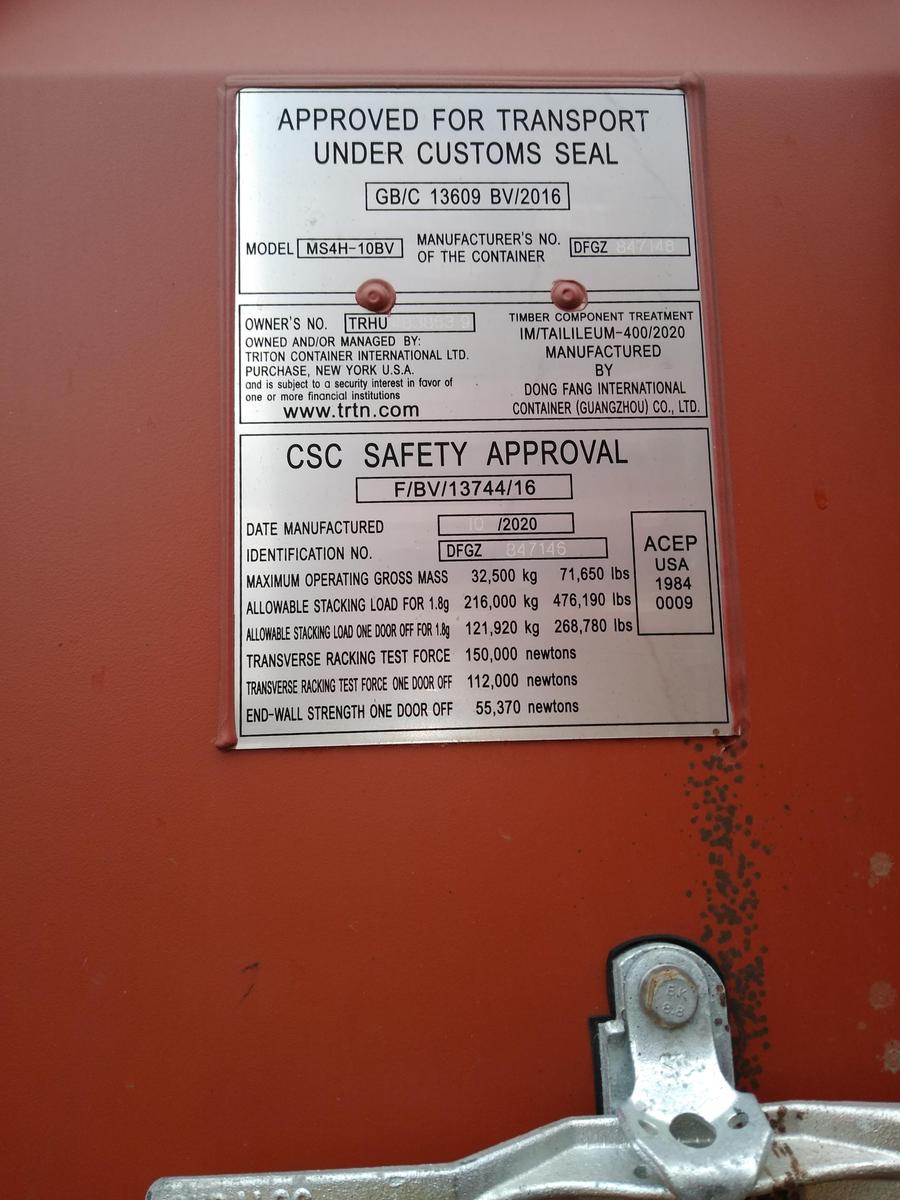 APPROVED FOR TRANSPORT
UNDER CUSTOMS SEAL
GB/C 13609 BV/2016
MODEL MS4H-10BV
MANUFACTURER'S NO.
OF THE CONTAINER
DFGZ
OWNER'S NO. TRHU
OWNED AND/OR MANAGED BY:
TRITON CONTAINER INTERNATIONAL LTD.
PURCHASE, NEW YORK U.S.A.
and is subject to a security interest in favor of
one or more financial institutions
www.trtn.com
TIMBER COMPONENT TREATMENT
IM/TAILILEUM-400/2020
MANUFACTURED
BY
DONG FANG INTERNATIONAL
CONTAINER (GUANGZHOU) CO., LTD.
CSC SAFETY APPROVAL
F/BV/13744/16
DATE MANUFACTURED 10 /2020
IDENTIFICATION NO. DFGZ
MAXIMUM OPERATING GROSS MASS 32,500 kg 71,650 lbs
ALLOWABLE STACKING LOAD FOR 1.8g 216,000 kg 476,190 lbs
ALLOWABLE STACKING LOAD ONE DOOR OFF FOR 1.8g 121,920 kg 268,780 lbs
TRANSVERSE RACKING TEST FORCE 150,000 newtons
TRANSVERSE RACKING TEST FORCE ONE DOOR OFF 112,000 newtons
END-WALL STRENGTH ONE DOOR OFF 55,370 newtons
ACEP
USA
1984
0009
8.8